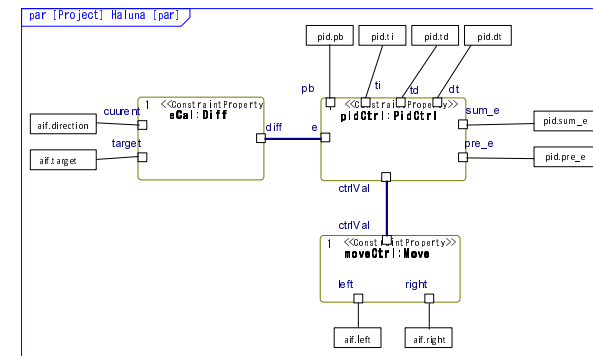 par [Project] Haluna [par]
pid.pb
pid.ti
pid.td
pid.dt
pb
ti
td
dt
1 <<ConstraintProperty
eCal:Diff
1 <<ConstraintProperty>>
pidCtrl:PidCtrl
cuurent
aif.direction
target
aif.target
diff
e
sum_e
pid.sum_e
pre_e
pid.pre_e
ctrlVal
ctrlVal
1 <<ConstraintProperty>>
moveCtrl:Move
left
right
aif.left
aif.right